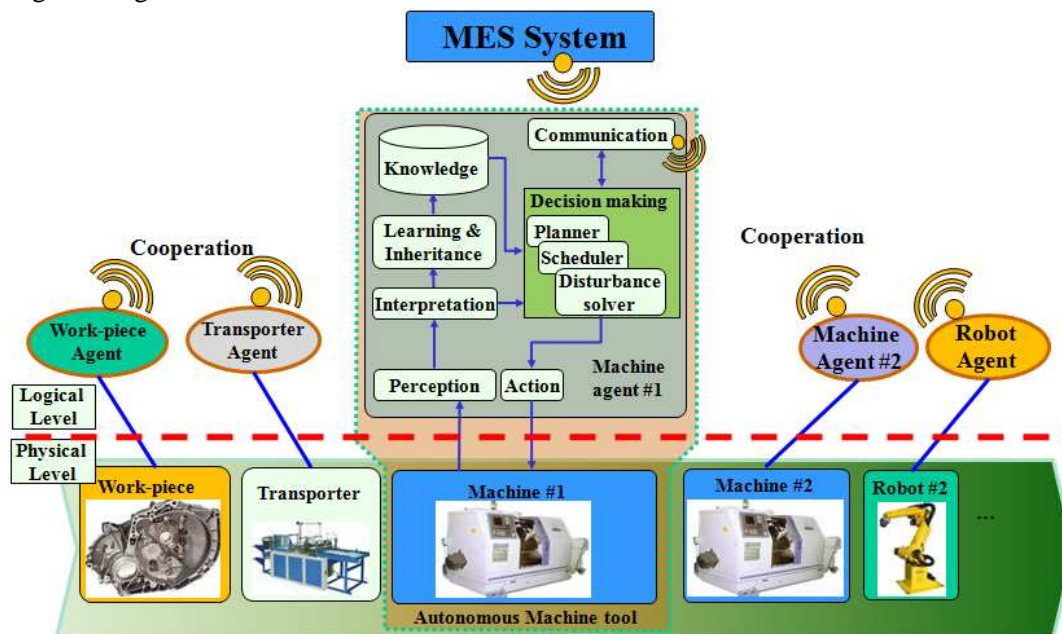 MES System
Communication
Knowledge
Decision making
Planner
Scheduler
Disturbance
solver
Learning &
Inheritance
Interpretation
Perception
Action
Machine
agent #1
Cooperation
Work-piece
Agent
Transporter
Agent
Cooperation
Machine
Agent #2
Robot
Agent
Logical
Level
Physical
Level
Work-piece
Transporter
Machine #1
Machine #2
Robot #2
...
Autonomous Machine tool